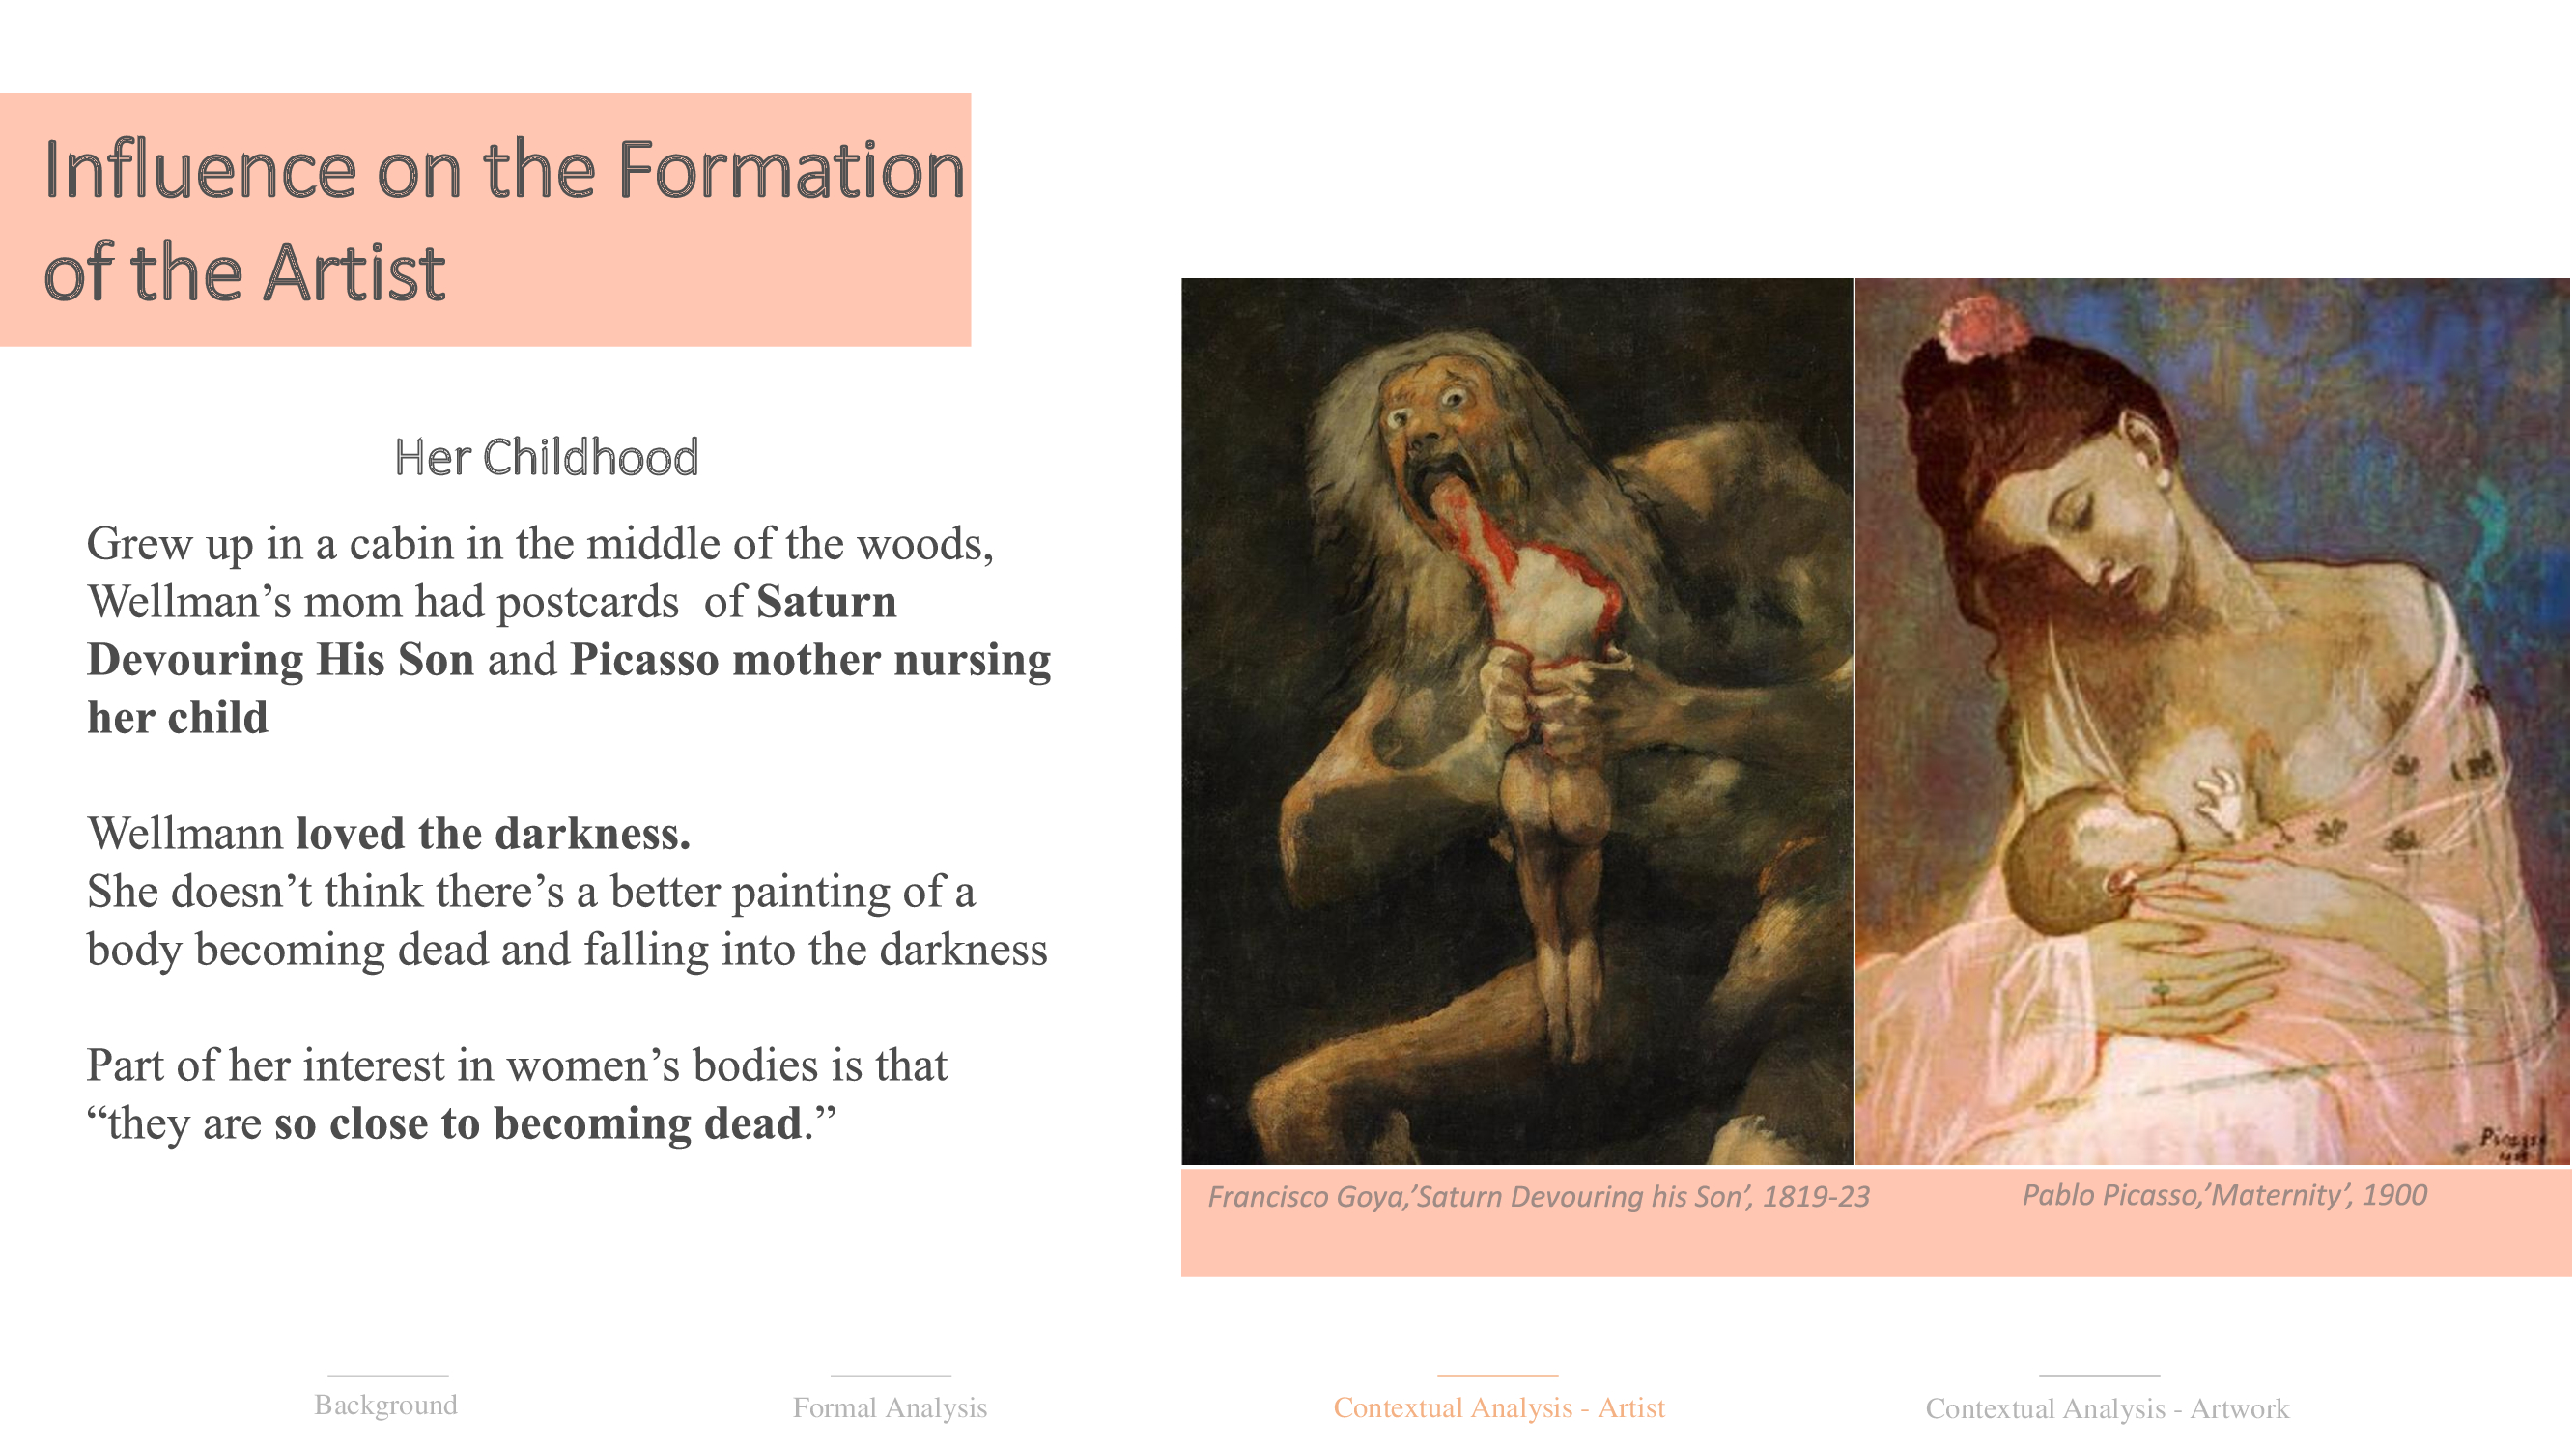 Influence on the Formation
of the Artist
Her Childhood
Grew up in a cabin in the middle of the woods,
Wellman’s mom had postcards  of Saturn
Devouring His Son and Picasso mother nursing
her child
Wellmann loved the darkness.
She doesn’t think there’s a better painting of a
body becoming dead and falling into the darkness
Part of her interest in women’s bodies is that
“they are so close to becoming dead.”
Picasso
Francisco Goya,’Saturn Devouring his Son’, 1819-23
Pablo Picasso,’Maternity’, 1900
Background
Formal Analysis
Contextual Analysis - Artist
Contextual Analysis - Artwork